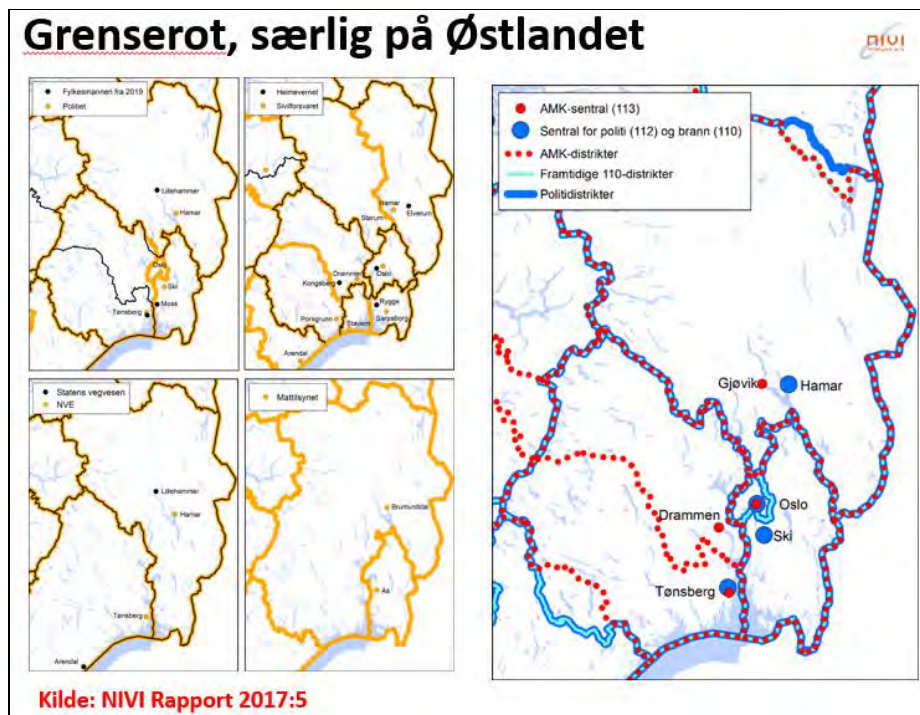 Grenserot, særlig på Østlandet
NIVI
Fylkesmannen fra 2019
Politiet
Lillehammer
Hamar
Oslo
Ski
Moss
Tønsberg
Heimevernet
Sivilforsvaret
Hamar
Elverum
Starum
Drammen
Oslo
Kongsberg
Rygge
Porsgrunn
Stavern
Sarpsborg
Arendal
Statens vegvesen
NVE
Lillehammer
Hamar
Tønsberg
Arendal
Mattilsynet
Brumunddal
Ås
AMK-sentral (113)
Sentral for politi (112) og brann (110)
AMK-distrikter
Framtidige 110-distrikter
Politidistrikter
Gjøvik
Hamar
Oslo
Drammen
Ski
Tønsberg
Kilde: NIVI Rapport 2017:5